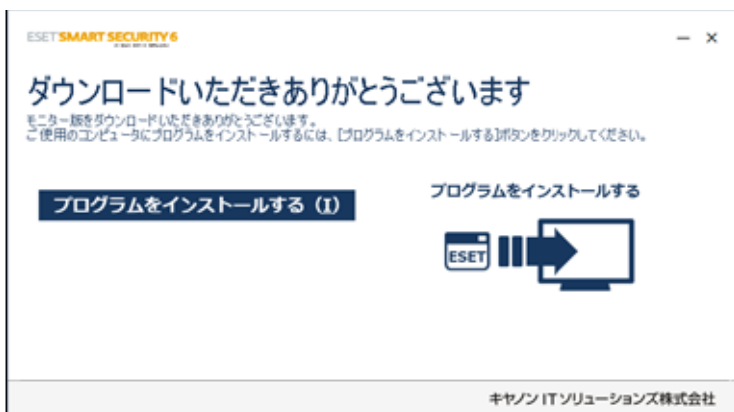 ESET SMART SECURITY 6
ダウンロードいただきありがとうございます
モニター版をダウンロードいただきありがとうございます。
ご使用のコンピュータにプログラムをインストールするには、[プログラムをインストールする]ボタンをクリックしてください。
プログラムをインストールする（I）
プログラムをインストールする
ESET
キヤノン ITソリューションズ株式会社